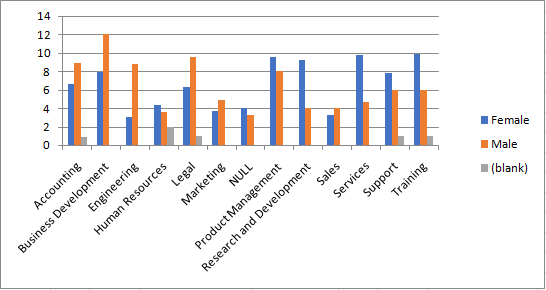 14
12
10
8
6
4
2
0
Accounting
Business Development
Engineering
Human Resources
Legal
Marketing
NULL
Product Management
Research and Development
Sales
Services
Support
Training
Female
Male
(blank)